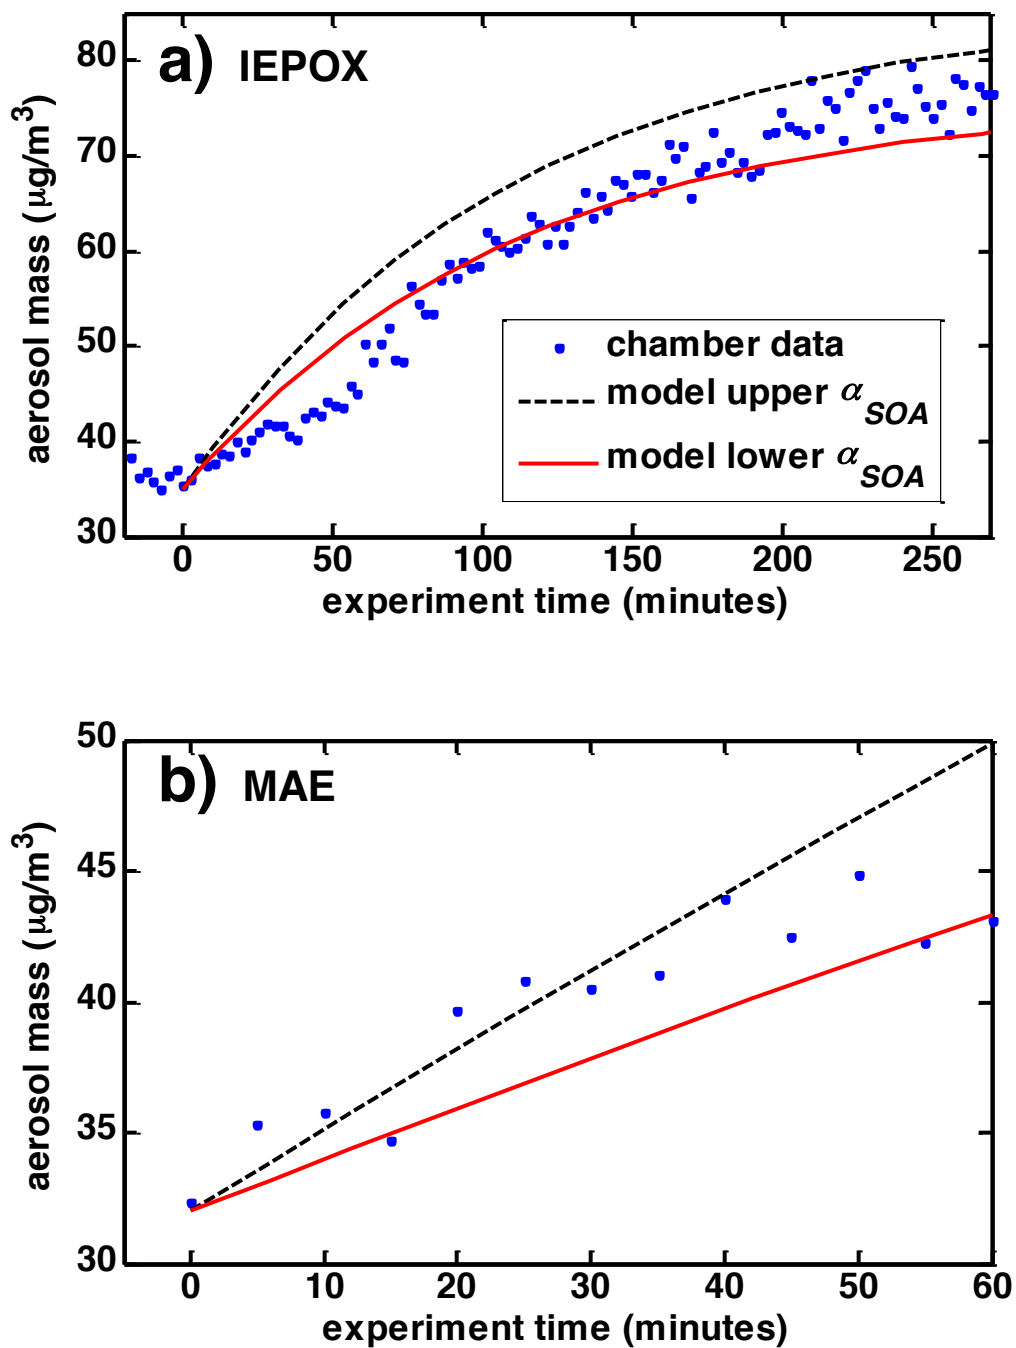 a) IEPOX
80
70
60
50
40
30
aerosol mass (μg/m³)
chamber data
model upper α_SOA
model lower α_SOA
0 50 100 150 200 250
experiment time (minutes)
b) MAE
50
45
40
35
30
aerosol mass (μg/m³)
0 10 20 30 40 50 60
experiment time (minutes)